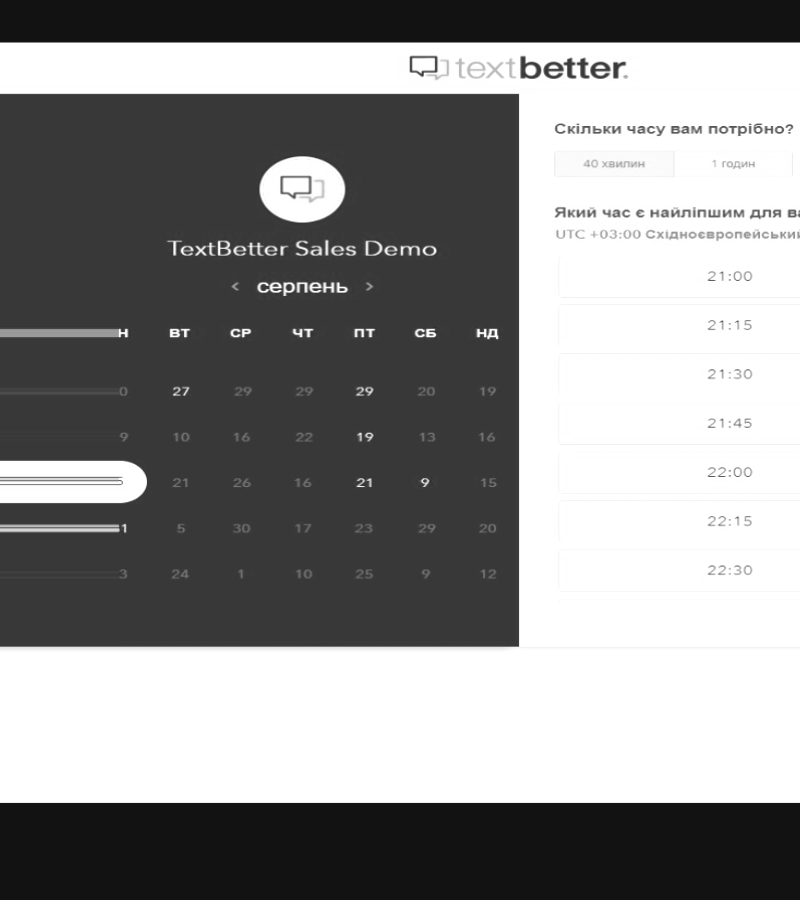 textbetter.
Скільки часу вам потрібно?
40 хвилин 1 годин
TextBetter Sales Demo
Який час є найліпшим для ва
UTC +03:00 Східноєвропейський
< серпень >
Н ВТ СР ЧТ ПТ СБ НД
0 27 29 29 29 20 19
9 10 16 22 19 13 16
5 21 26 16 21 9 15
1 5 30 17 23 29 20
3 24 1 10 25 9 12
21:00
21:15
21:30
21:45
22:00
22:15
22:30